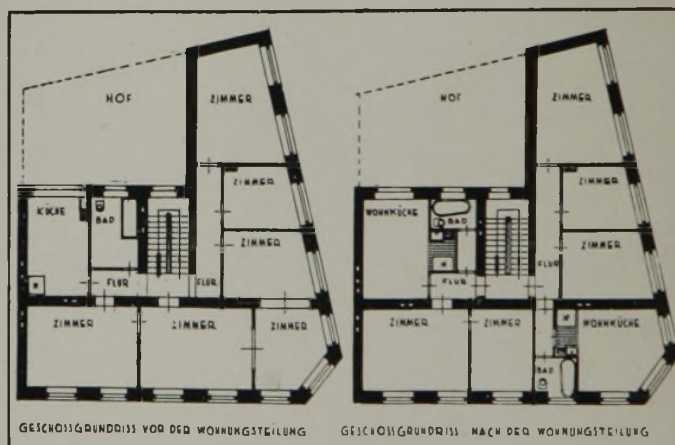 HOF
ZIMMER
ZIMMER
KÜCHE
BAD
ZIMMER
FLUR
FLUR
ZIMMER
ZIMMER
ZIMMER
GESCHOSSGRUNDRISS VOR DER WOHNUNGSTEILUNG
HOF
ZIMMER
ZIMMER
WOHNKÜCHE
BAD
ZIMMER
FLUR
FLUR
ZIMMER
ZIMMER
WOHNKÜCHE
BAD
GESCHOSSGRUNDRISS NACH DER WOHNUNGSTEILUNG